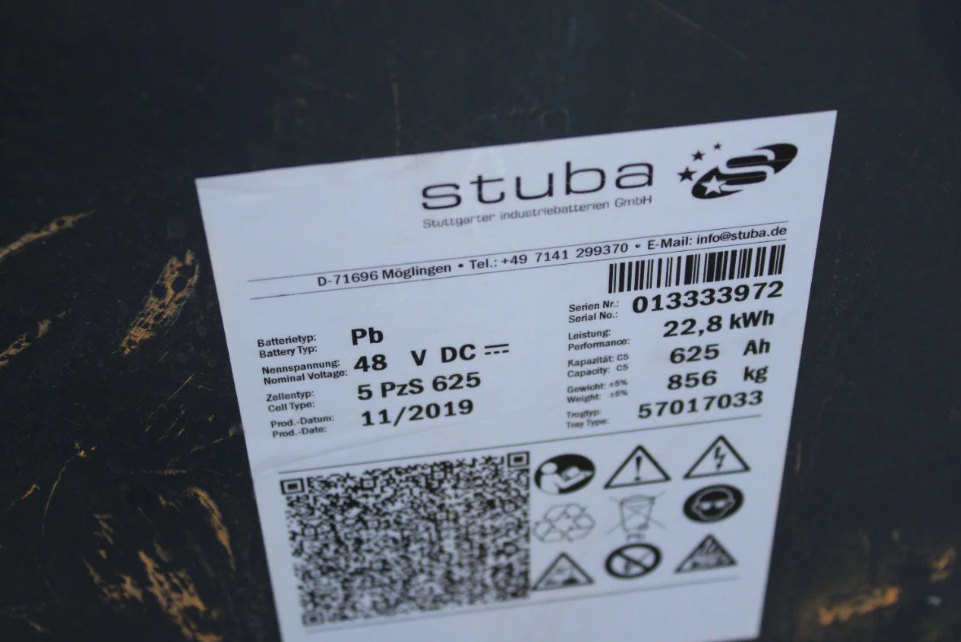 stuba
Stuttgarter industriebatterien GmbH
D-71696 Möglingen • Tel.: +49 7141 299370 • E-Mail: info@stuba.de
Batterietyp:
Battery Typ:
Pb
Nennspannung:
Nominal Voltage:
48 V DC
Zellentyp:
Cell Type:
5 PzS 625
Prod.-Datum:
Prod.-Date:
11/2019
Serien Nr.:
Serial No.:
013333972
Leistung:
Performance:
22,8 kWh
Kapazität: C5
Capacity: C5
625 Ah
Gewicht: ±5%
Weight: ±5%
856 kg
Trogtyp:
Tray Type:
57017033